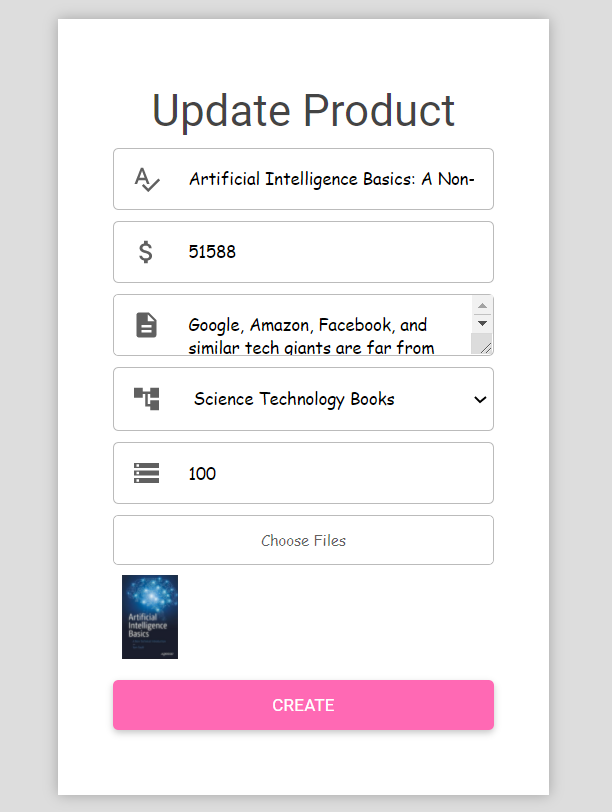 Update Product
Artificial Intelligence Basics: A Non-
51588
Google, Amazon, Facebook, and
similar tech giants are far from
Science Technology Books
100
Choose Files
Artificial
Intelligence
Basics
CREATE